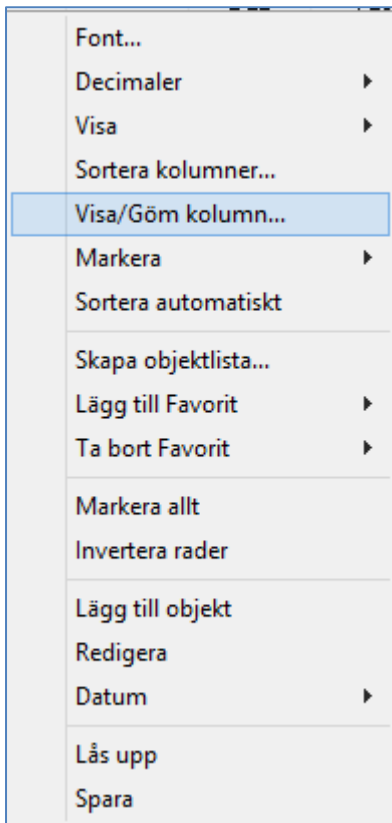 Font...
Decimaler
Visa
Sortera kolumner...
Visa/Göm kolumn...
Markera
Sortera automatiskt
Skapa objektlista...
Lägg till Favorit
Ta bort Favorit
Markera allt
Invertera rader
Lägg till objekt
Redigera
Datum
Lås upp
Spara